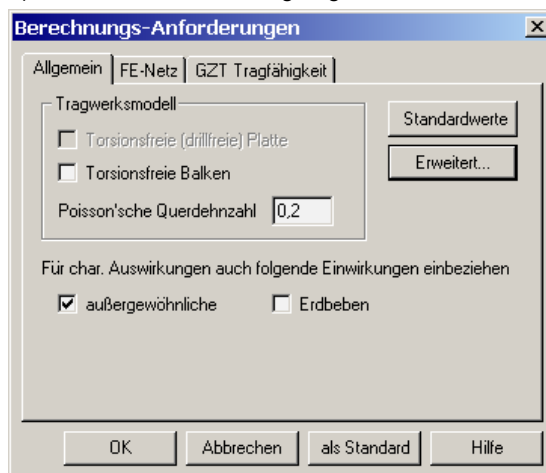 Berechnungs-Anforderungen
Allgemein FE-Netz GZT Tragfähigkeit
Tragwerksmodell
Torsionsfreie (drillfreie) Platte
Torsionsfreie Balken
Poisson'sche Querdehnzahl 0,2
Standardwerte
Erweitert...
Für char. Auswirkungen auch folgende Einwirkungen einbeziehen
außergewöhnliche Erdbeben
OK Abbrechen als Standard Hilfe